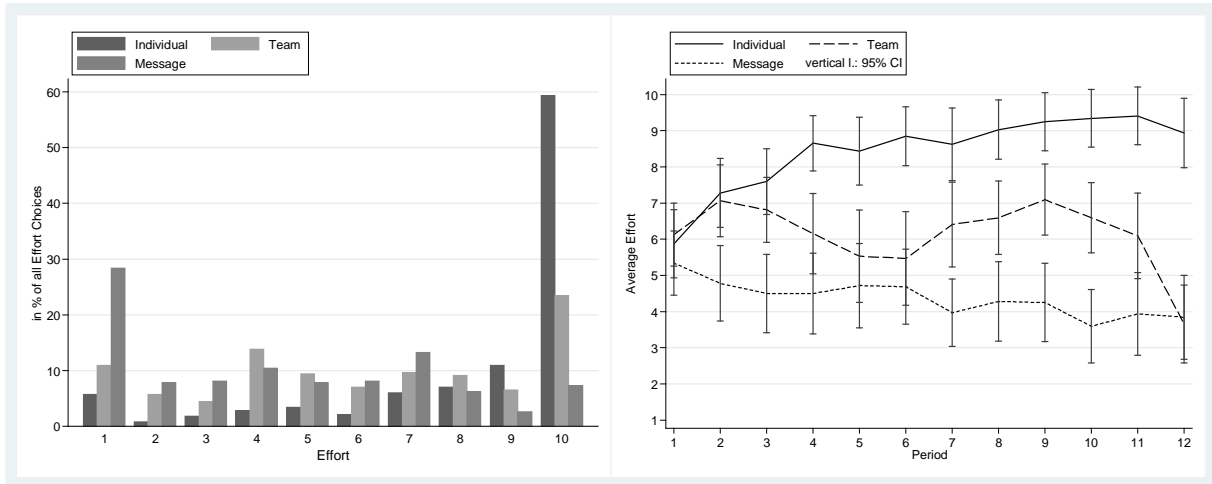 Individual Team
Message
in % of all Effort Choices
60
50
40
30
20
10
0
1 2 3 4 5 6 7 8 9 10
Effort
Individual Team
Message vertical l.: 95% CI
Average Effort
10
9
8
7
6
5
4
3
2
1
1 2 3 4 5 6 7 8 9 10 11 12
Period